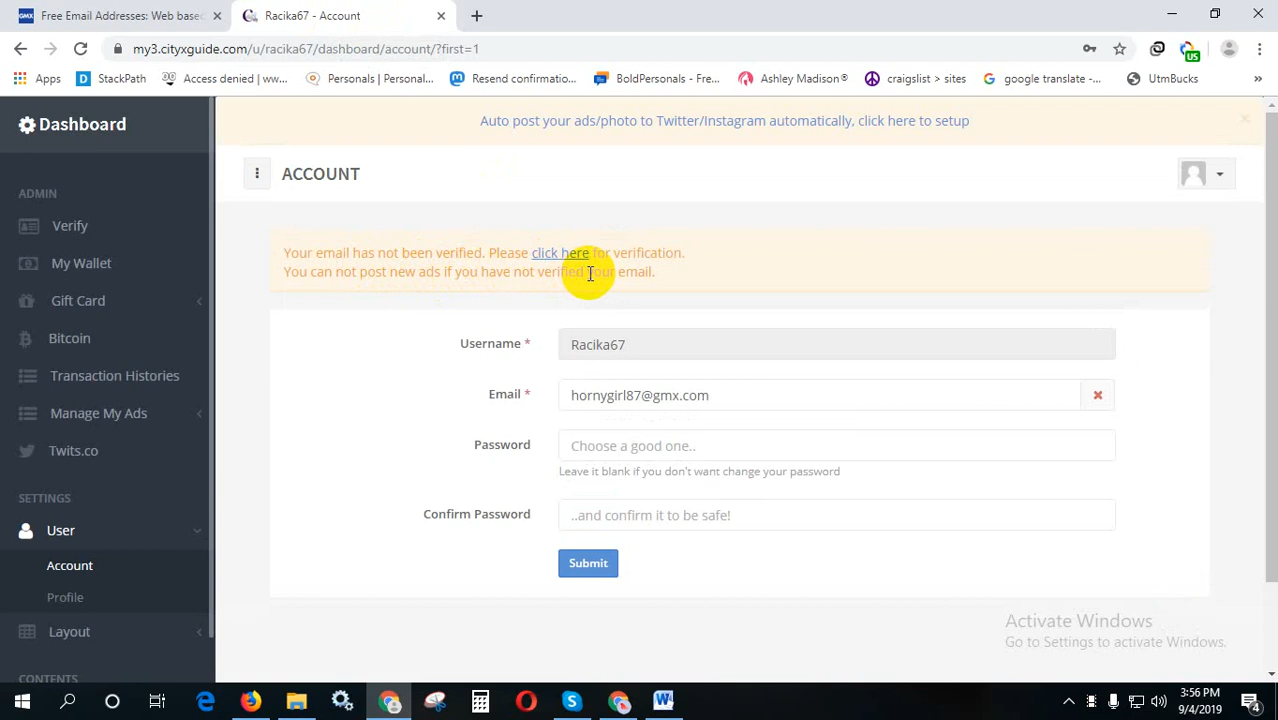 Free Email Addresses: Web based
Racika67 - Account
my3.cityxguide.com/u/racika67/dashboard/account/?first=1
Apps
StackPath
Access denied | ww...
Personals | Personal...
Resend confirmatio...
BoldPersonals - Fre...
Ashley Madison®
craigslist > sites
google translate -...
UtmBucks
»
Dashboard
Auto post your ads/photo to Twitter/Instagram automatically, click here to setup
×
ACCOUNT
ADMIN
Verify
My Wallet
Gift Card
Bitcoin
Transaction Histories
Manage My Ads
Twits.co
SETTINGS
User
Account
Profile
Layout
CONTENTS
Your email has not been verified. Please click here for verification.
You can not post new ads if you have not verified your email.
Username *
Racika67
Email *
hornygirl87@gmx.com
Password
Choose a good one..
Leave it blank if you don't want change your password
Confirm Password
..and confirm it to be safe!
Submit
Activate Windows
Go to Settings to activate Windows.
3:56 PM
9/4/2019
4